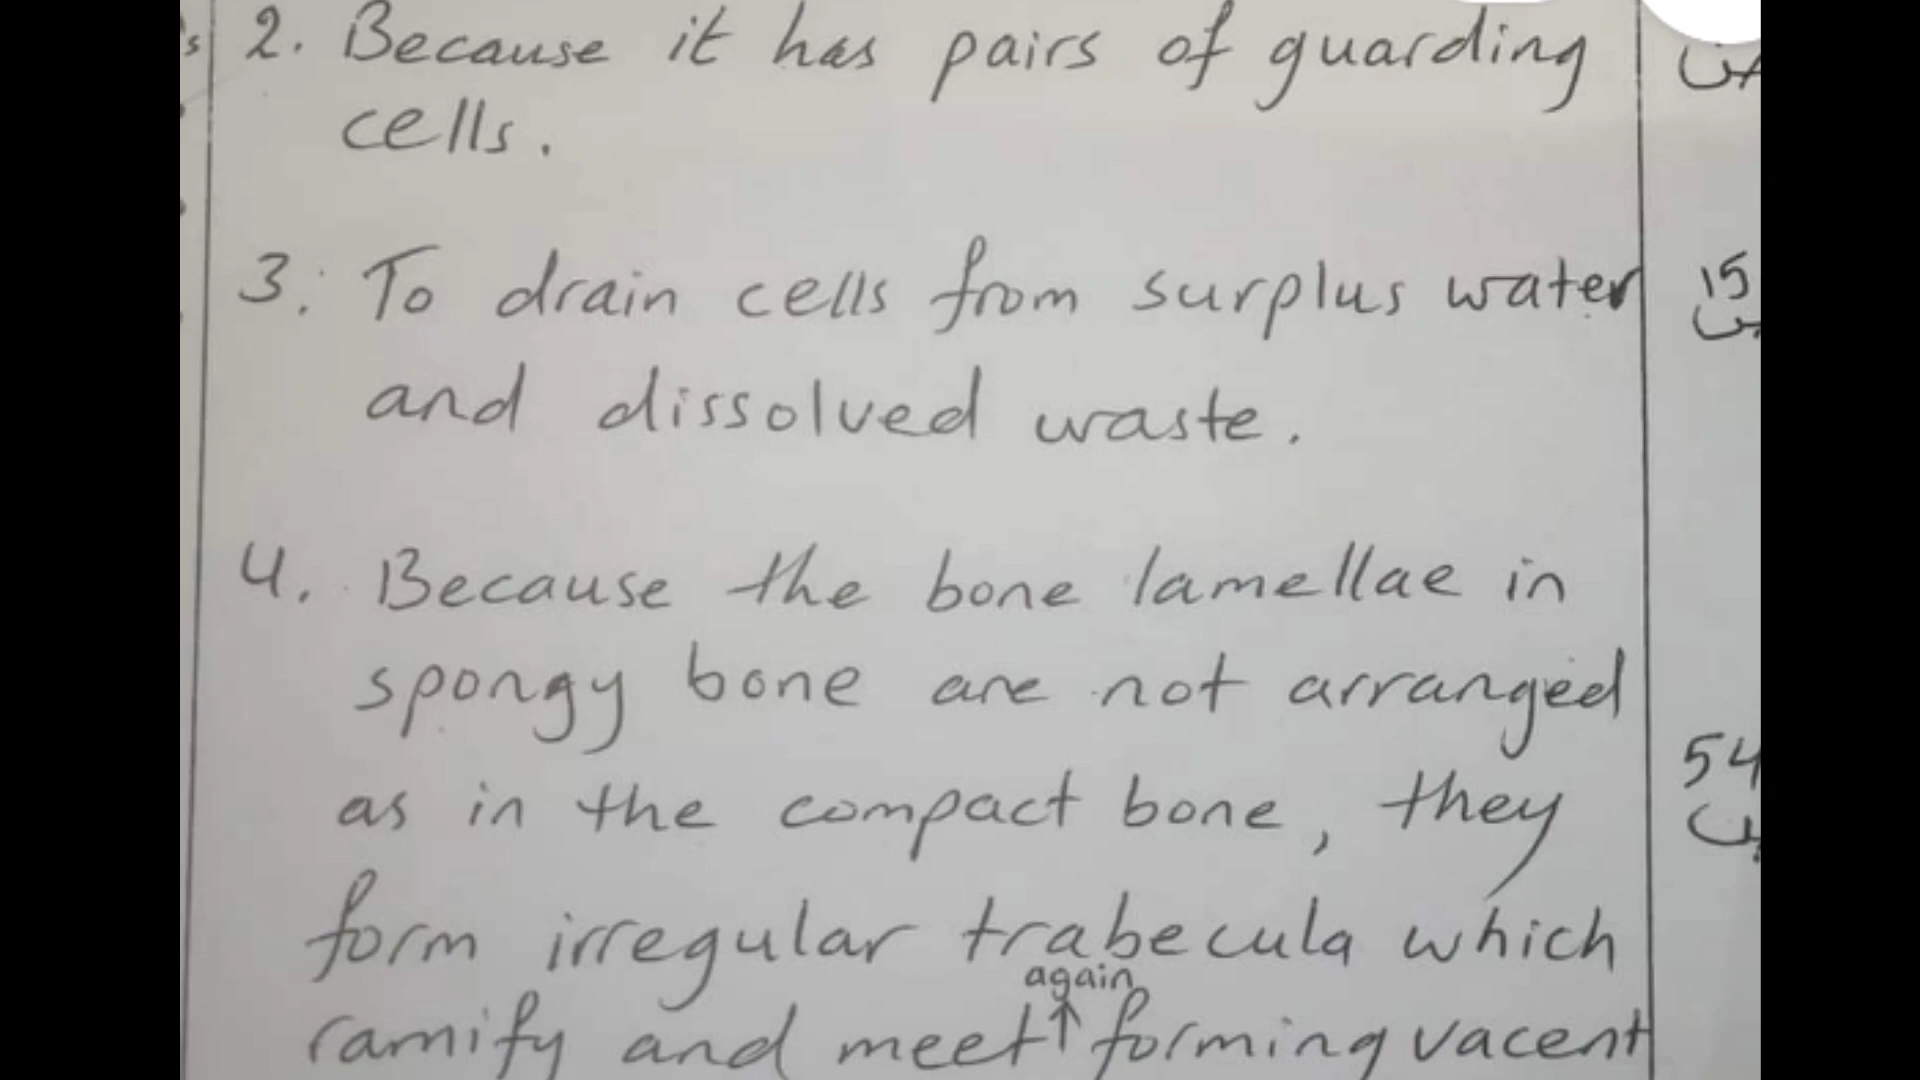 2. Because it has pairs of guarding
cells.
3. To drain cells from surplus water
15
and dissolved waste.
4. Because the bone lamellae in
spongy bone are not arranged
54
as in the compact bone, they
form irregular trabecula which
again
ramify and meet↑forming vacent